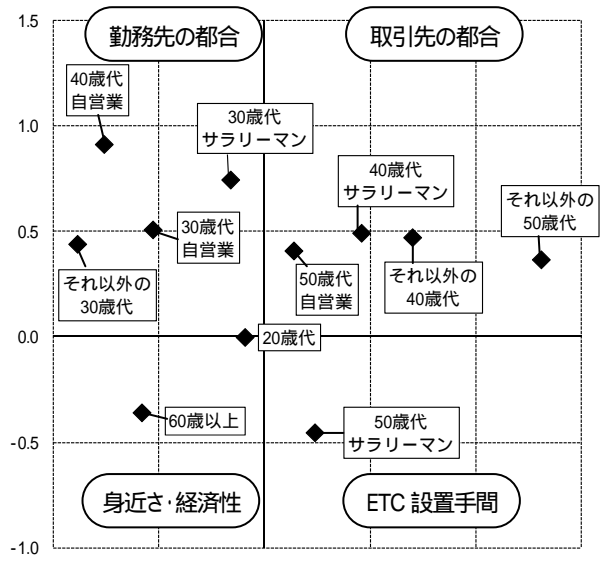 1.5
勤務先の都合
取引先の都合
40歳代
自営業
30歳代
サラリーマン
1.0
40歳代
サラリーマン
それ以外の
50歳代
0.5
30歳代
自営業
それ以外の
30歳代
50歳代
自営業
それ以外の
40歳代
0.0
20歳代
60歳以上
50歳代
サラリーマン
-0.5
身近さ・経済性
ETC 設置手間
-1.0